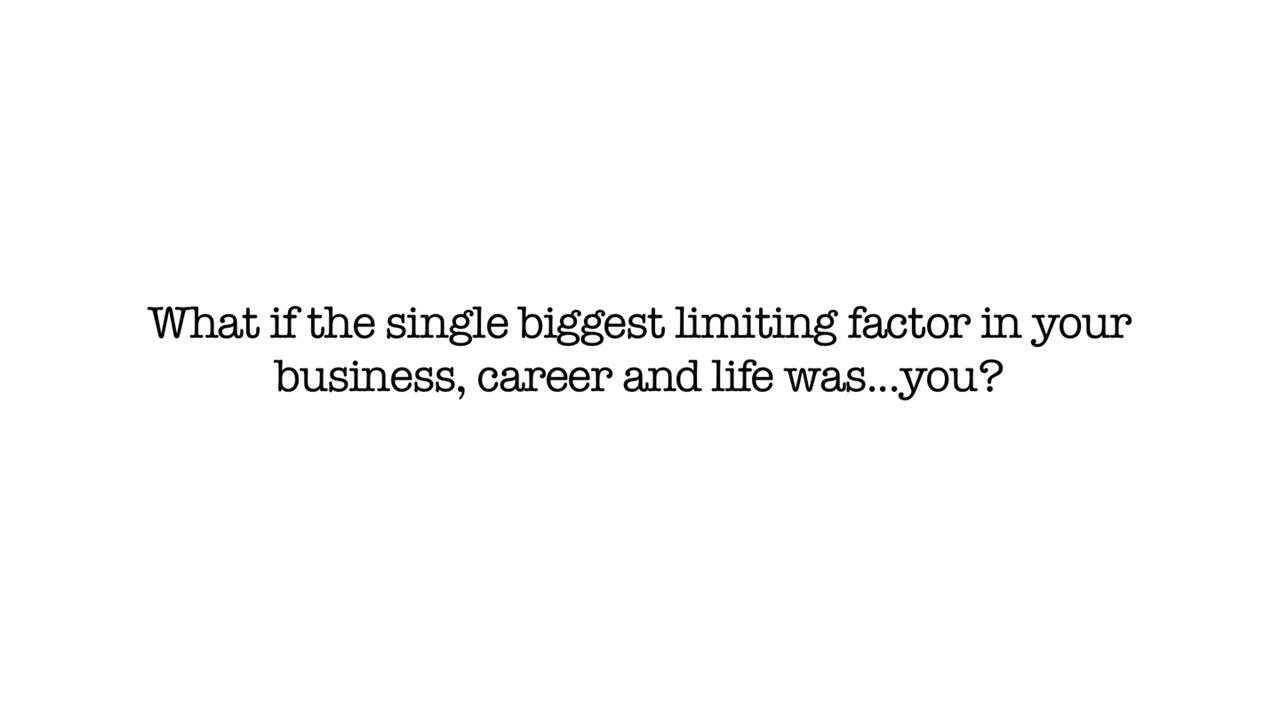 What if the single biggest limiting factor in your
business, career and life was...you?